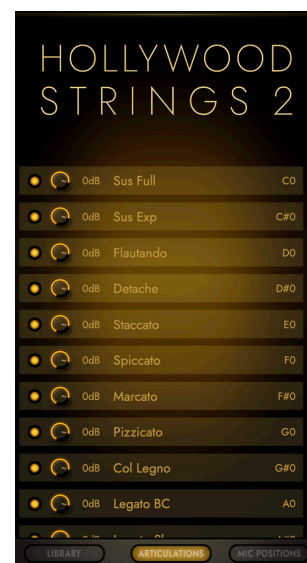 HOLLYWOOD
STRINGS 2
0dB Sus Full C0
0dB Sus Exp C#0
0dB Flautando D0
0dB Detache D#0
0dB Staccato E0
0dB Spiccato F0
0dB Marcato F#0
0dB Pizzicato G0
0dB Col Legno G#0
0dB Legato BC A0
LIBRARY ARTICULATIONS MIC POSITIONS